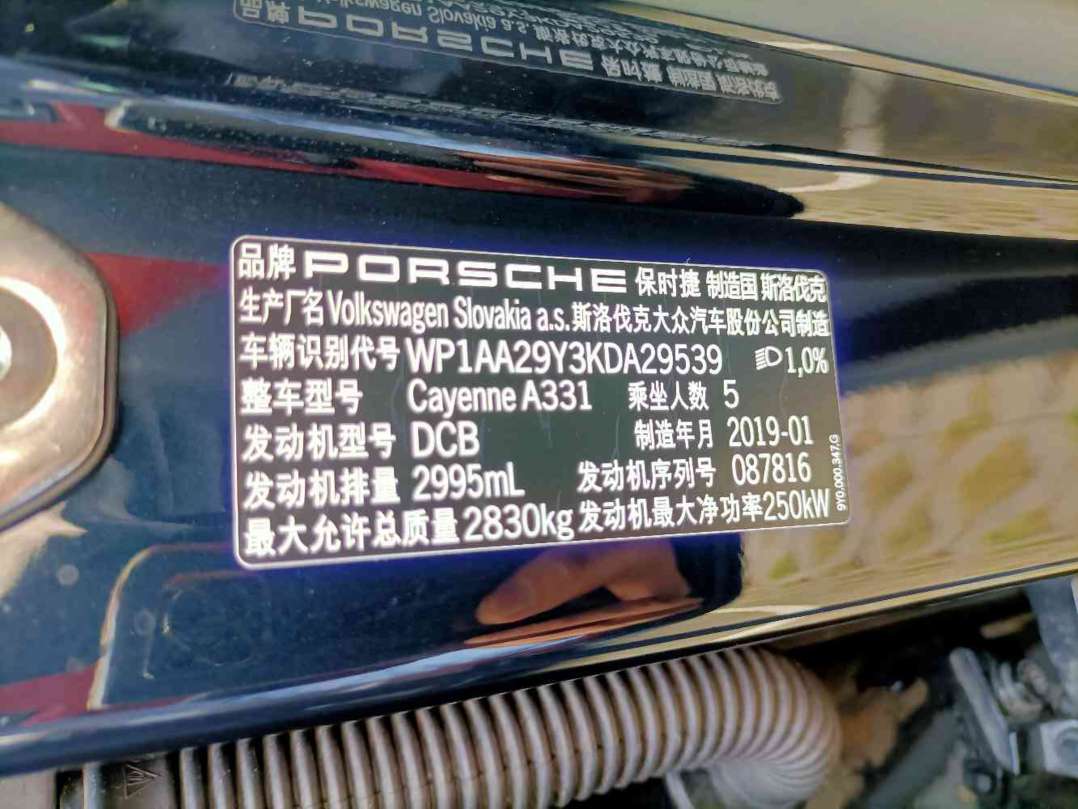 品牌 PORSCHE 保时捷 制造国 斯洛伐克
生产厂名 Volkswagen Slovakia a.s. 斯洛伐克大众汽车股份公司制造
车辆识别代号 WP1AA29Y3KDA29539 1,0%
整车型号 Cayenne A331 乘坐人数 5
发动机型号 DCB 制造年月 2019-01
发动机排量 2995mL 发动机序列号 087816
最大允许总质量 2830kg 发动机最大净功率 250kW
9Y0.000.347.G